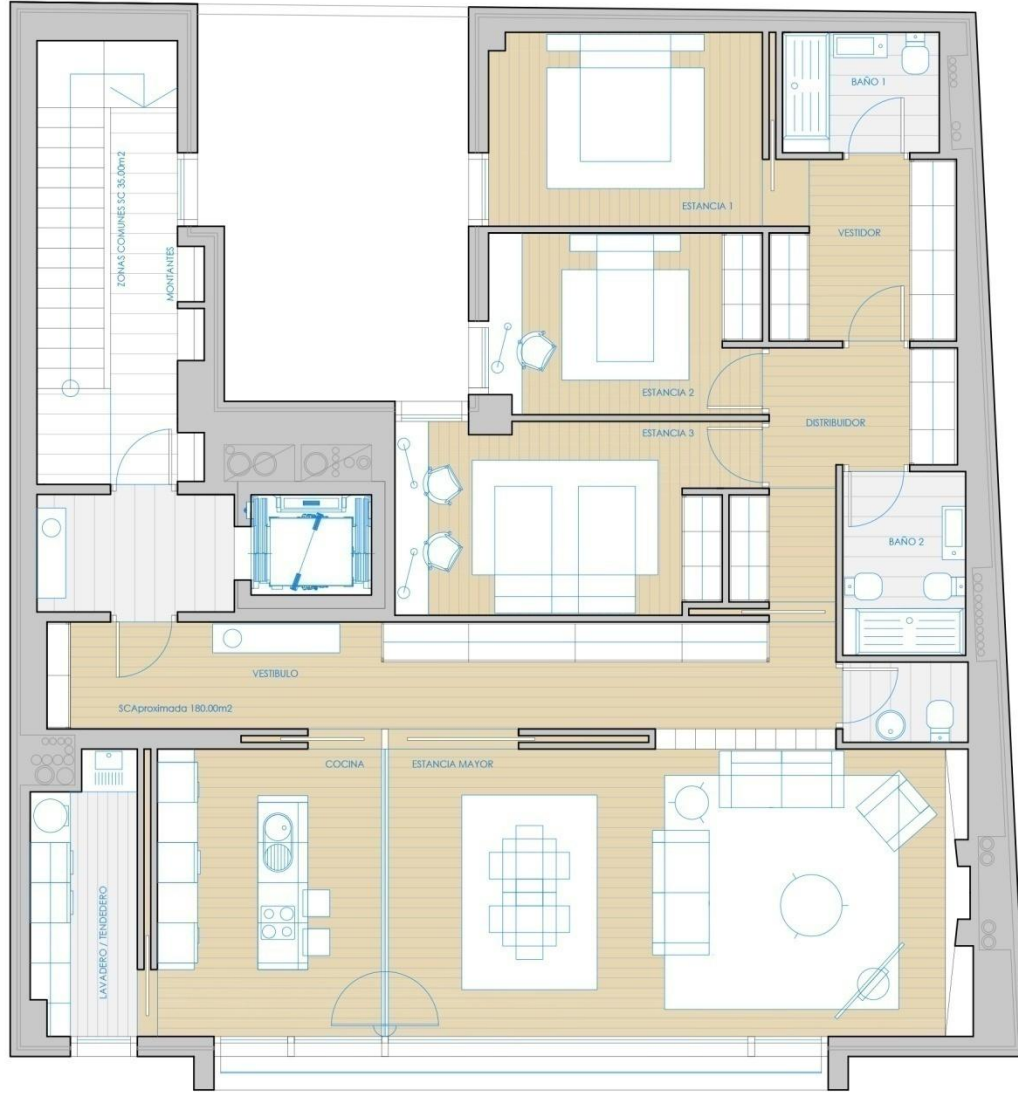 BAÑO 1
ZONAS COMUNES SC 35.00m2
MONTANTES
ESTANCIA 1
VESTIDOR
ESTANCIA 2
DISTRIBUIDOR
ESTANCIA 3
BAÑO 2
VESTIBULO
SCAproximada 180.00m2
COCINA
ESTANCIA MAYOR
LAVADERO / TENDEDERO